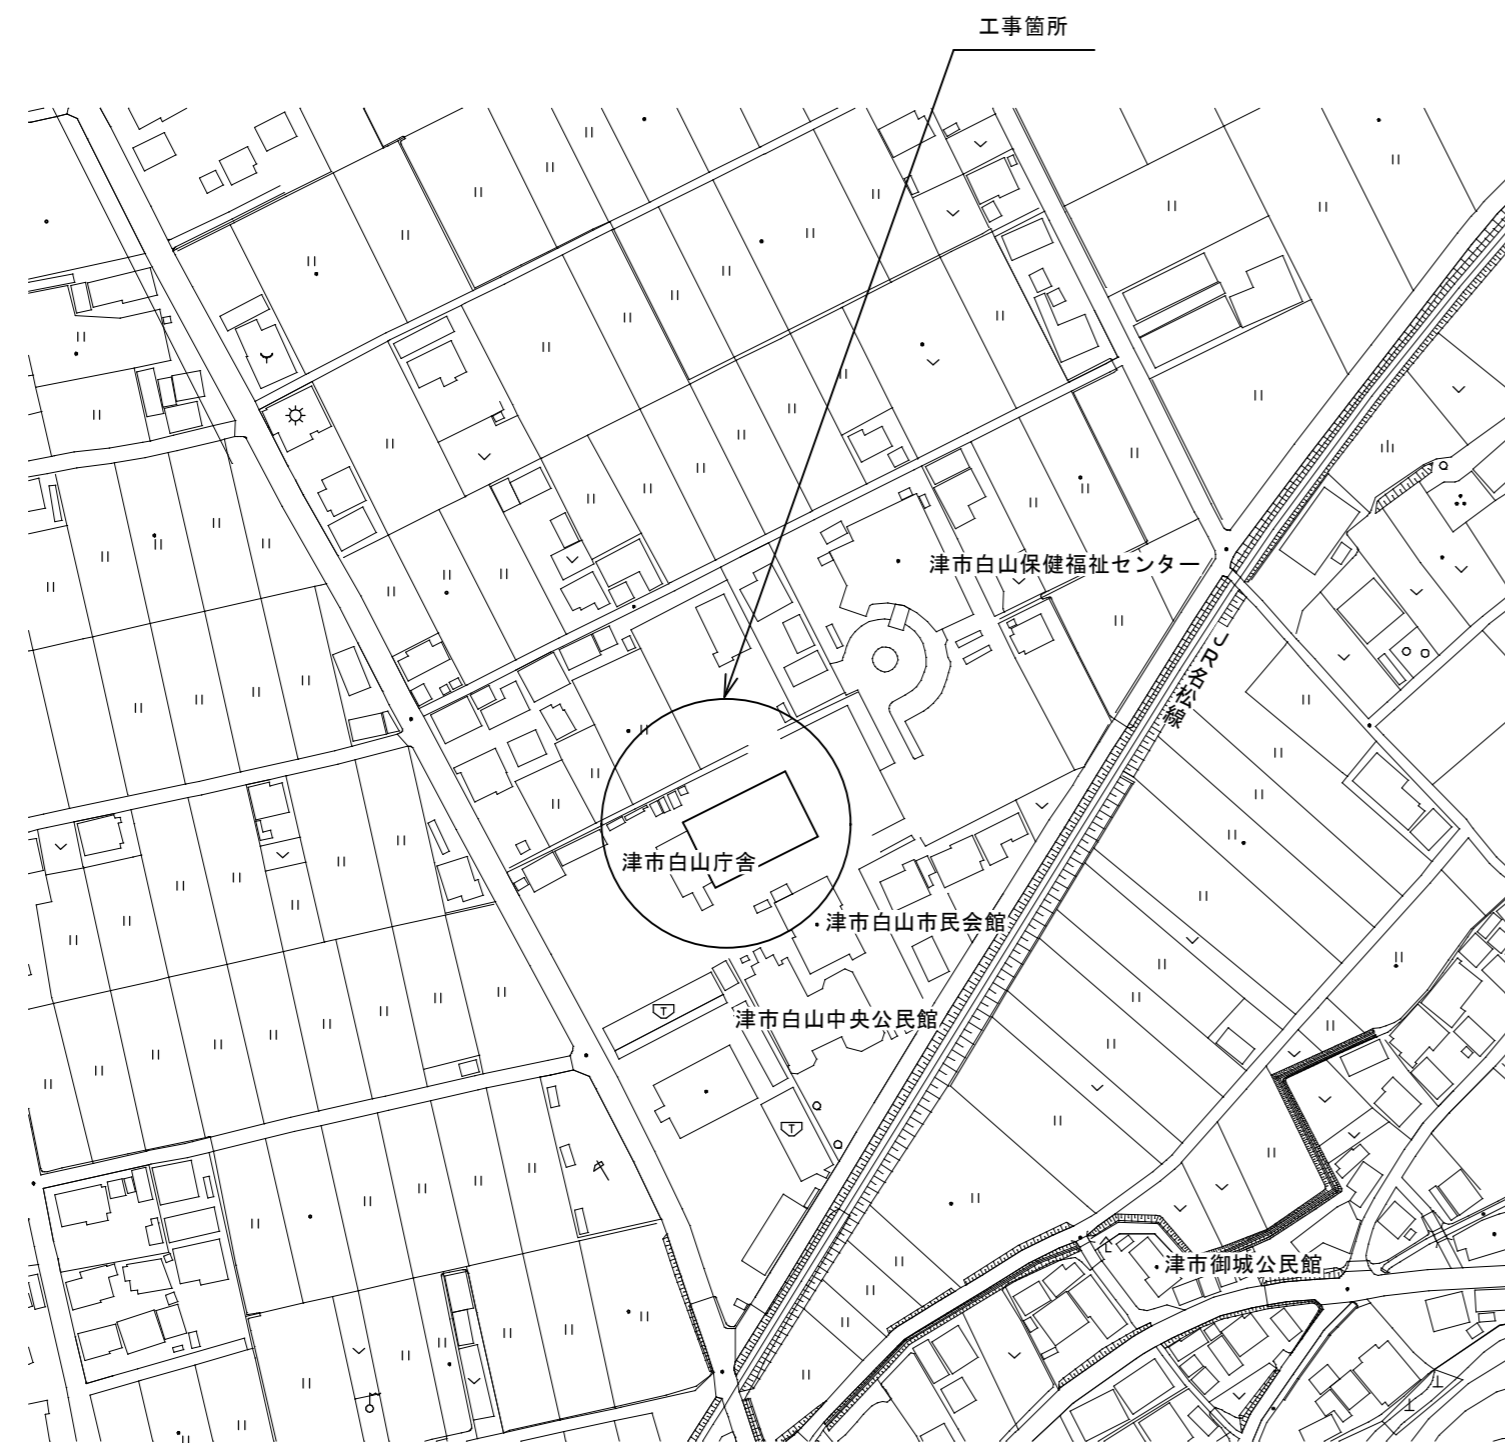 工事箇所
津市白山保健福祉センター
JR名松線
津市白山庁舎
津市白山市民会館
津市白山中央公民館
津市御城公民館